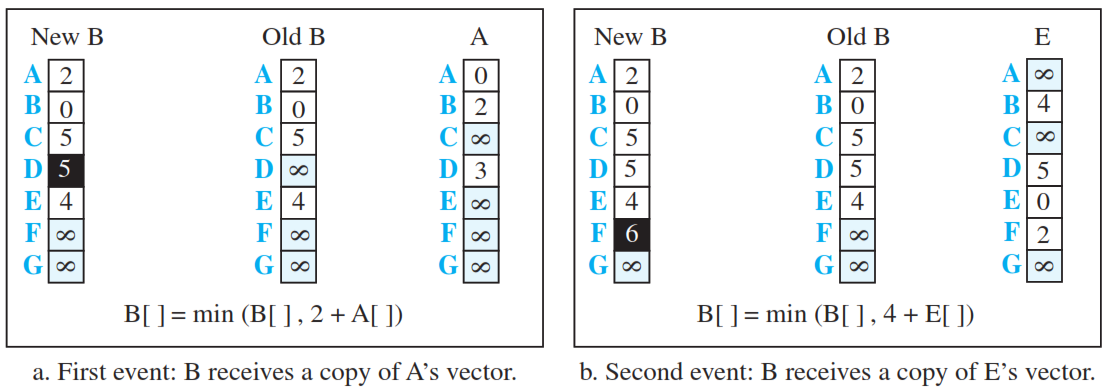 New B Old B A
A 2 A 2 A 0
B 0 B 0 B 2
C 5 C 5 C ∞
D 5 D ∞ D 3
E 4 E 4 E ∞
F ∞ F ∞ F ∞
G ∞ G ∞ G ∞
B[ ] = min (B[ ] , 2 + A[ ])
a. First event: B receives a copy of A’s vector.
New B Old B E
A 2 A 2 A ∞
B 0 B 0 B 4
C 5 C 5 C ∞
D 5 D 5 D 5
E 4 E 4 E 0
F 6 F ∞ F 2
G ∞ G ∞ G ∞
B[ ] = min (B[ ] , 4 + E[ ])
b. Second event: B receives a copy of E’s vector.